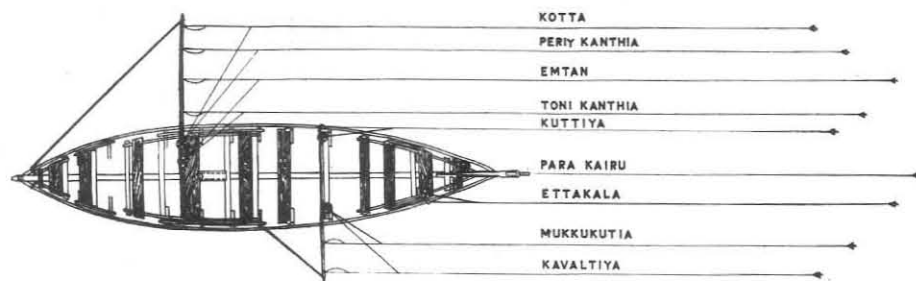 KOTTA
PERIY KANTHIA
EMTAN
TONI KANTHIA
KUTTIYA
PARA KAIRU
ETTAKALA
MUKKUKUTIA
KAVALTIYA